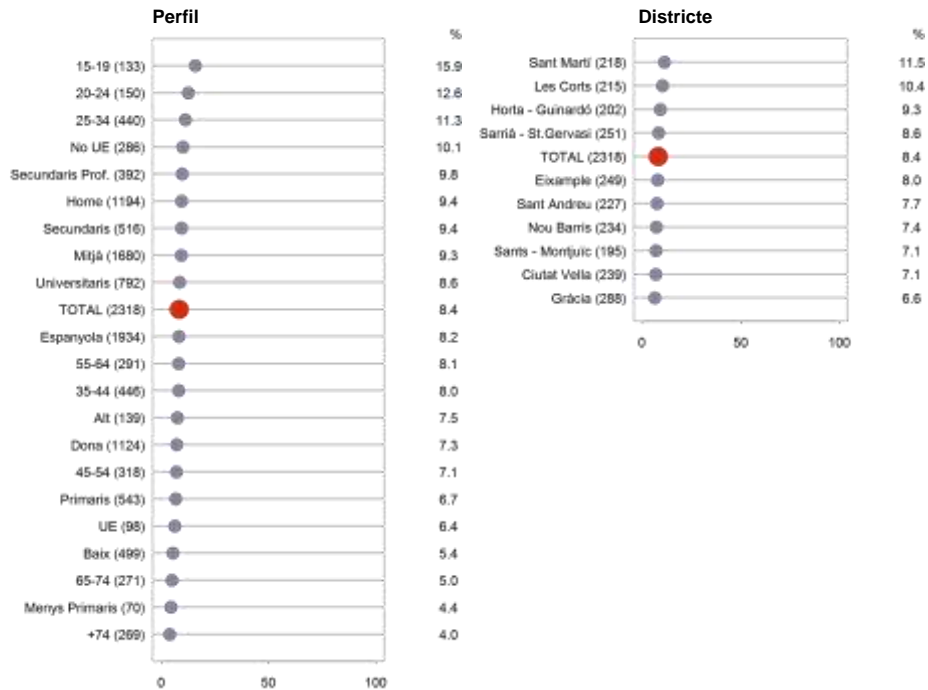 Perfil
%
15-19 (133) 15.9
20-24 (150) 12.6
25-34 (440) 11.3
No UE (286) 10.1
Secundaris Prof. (392) 9.8
Home (1194) 9.4
Secundaris (516) 9.4
Mitjà (1680) 9.3
Universitaris (792) 8.6
TOTAL (2318) 8.4
Espanyola (1934) 8.2
55-64 (291) 8.1
35-44 (446) 8.0
Alt (139) 7.5
Dona (1124) 7.3
45-54 (318) 7.1
Primaris (543) 6.7
UE (98) 6.4
Baix (499) 5.4
65-74 (271) 5.0
Menys Primaris (70) 4.4
+74 (269) 4.0
0 50 100
Districte
%
Sant Martí (218) 11.5
Les Corts (215) 10.4
Horta - Guinardó (202) 9.3
Sarrià - St.Gervasi (251) 8.6
TOTAL (2318) 8.4
Eixample (249) 8.0
Sant Andreu (227) 7.7
Nou Barris (234) 7.4
Sants - Montjuïc (195) 7.1
Ciutat Vella (239) 7.1
Gràcia (288) 6.6
0 50 100